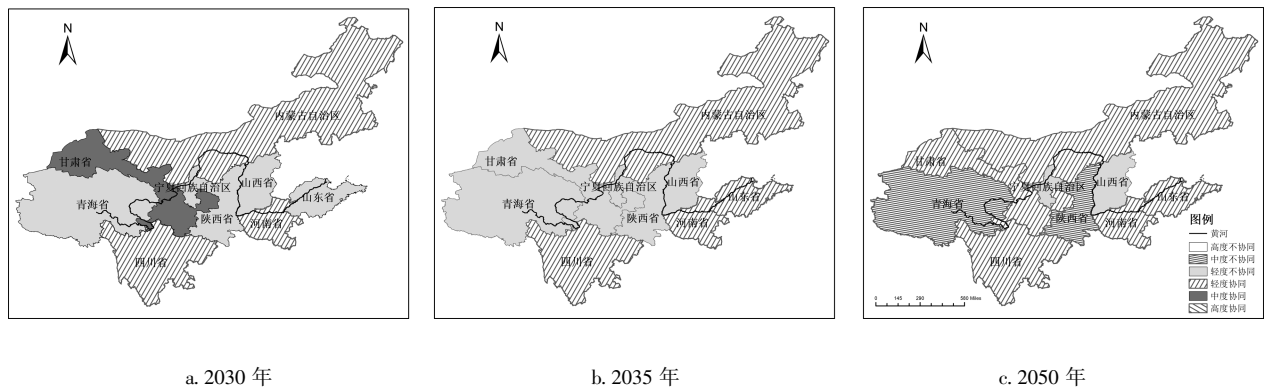 N
内蒙古自治区
甘肃省
宁夏回族自治区
山西省
山东省
青海省
陕西省
河南省
四川省
N
内蒙古自治区
甘肃省
宁夏回族自治区
山西省
山东省
青海省
陕西省
河南省
四川省
N
内蒙古自治区
甘肃省
宁夏回族自治区
山西省
山东省
青海省
陕西省
河南省
四川省
图例
黄河
高度不协同
中度不协同
轻度不协同
轻度协同
中度协同
高度协同
0 145 290 580 Miles
a. 2030 年
b. 2035 年
c. 2050 年